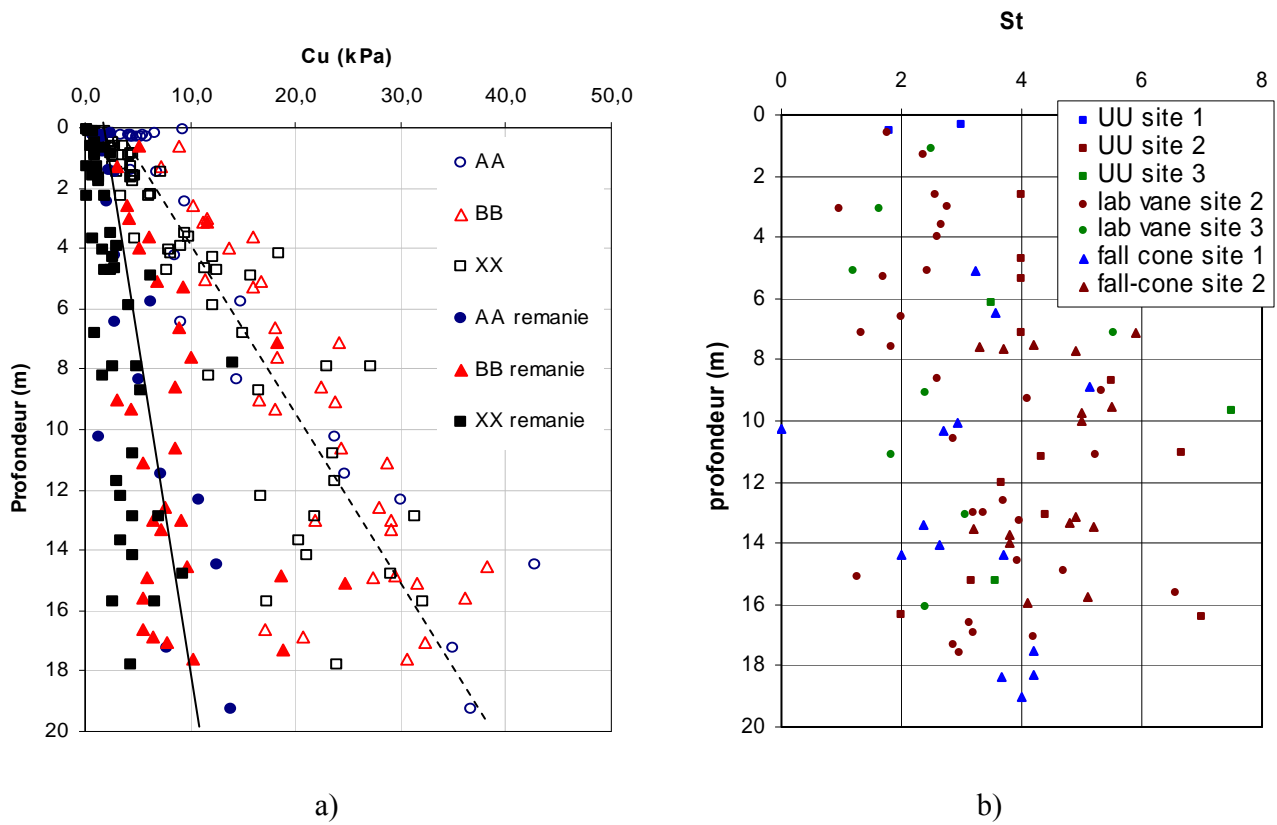 Cu (kPa)
0,0 10,0 20,0 30,0 40,0 50,0
0
2
4
6
8
10
12
14
16
18
20
Profondeur (m)
AA
BB
XX
AA remanie
BB remanie
XX remanie
a)
St
0 2 4 6 8
0
2
4
6
8
10
12
14
16
18
20
profondeur (m)
UU site 1
UU site 2
UU site 3
lab vane site 2
lab vane site 3
fall cone site 1
fall-cone site 2
b)